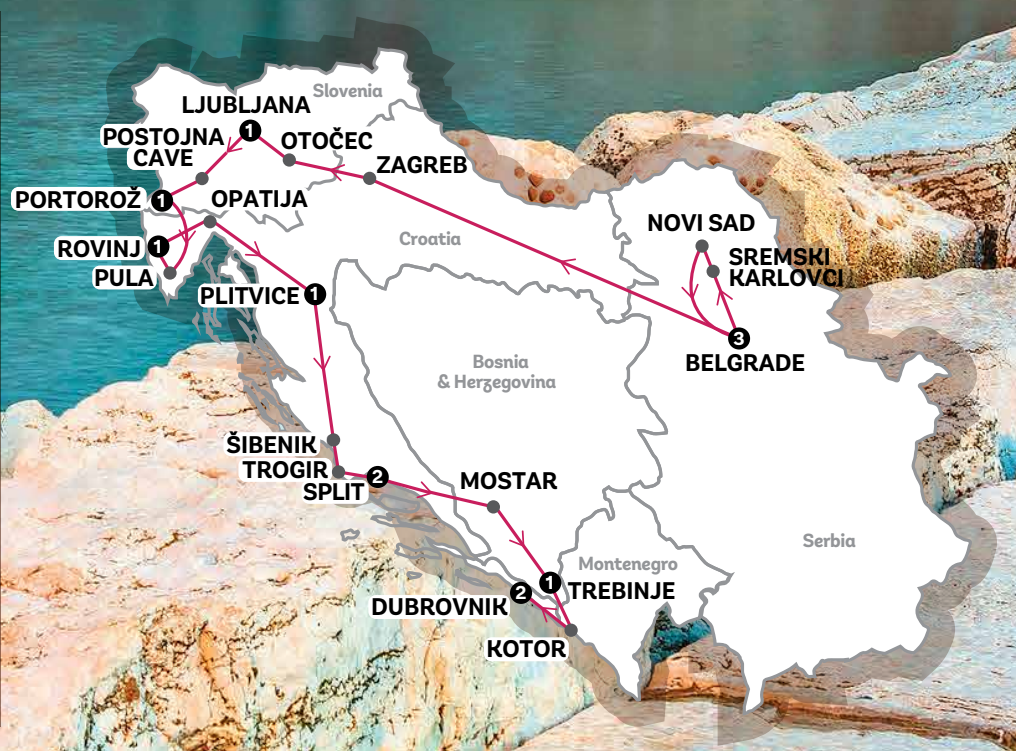 Slovenia
LJUBLJANA
1
POSTOJNA
CAVE
OTOČEC
ZAGREB
PORTOROŽ 1
OPATIJA
ROVINJ 1
PULA
Croatia
NOVI SAD
SREMSKI
KARLOVCI
PLITVICE 1
3
BELGRADE
Bosnia
& Herzegovina
ŠIBENIK
TROGIR
SPLIT 2
MOSTAR
Serbia
Montenegro
1 TREBINJE
DUBROVNIK 2
KOTOR